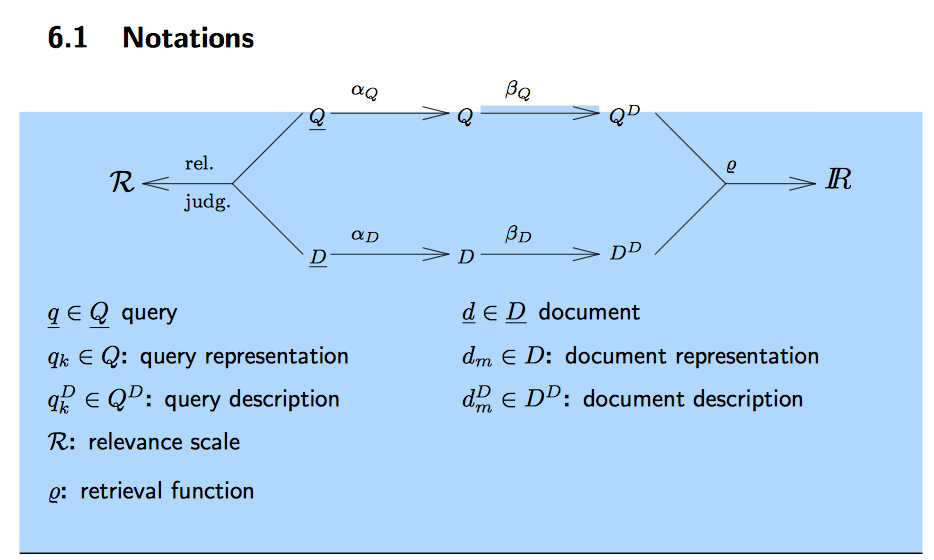 6.1 Notations
α_Q β_Q
Q Q Q^D
rel. ϱ
ℛ ℝ
judg.
α_D β_D
D D D^D
q ∈ Q query
d ∈ D document
q_k ∈ Q: query representation
d_m ∈ D: document representation
q_k^D ∈ Q^D: query description
d_m^D ∈ D^D: document description
ℛ: relevance scale
ϱ: retrieval function